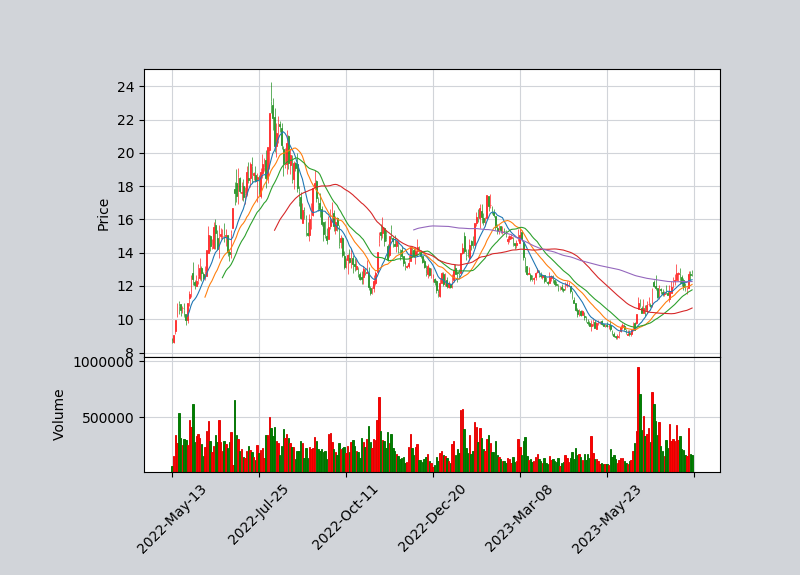 24
22
20
18
16
14
12
10
8
Price
1000000
500000
Volume
2022-May-13
2022-Jul-25
2022-Oct-11
2022-Dec-20
2023-Mar-08
2023-May-23